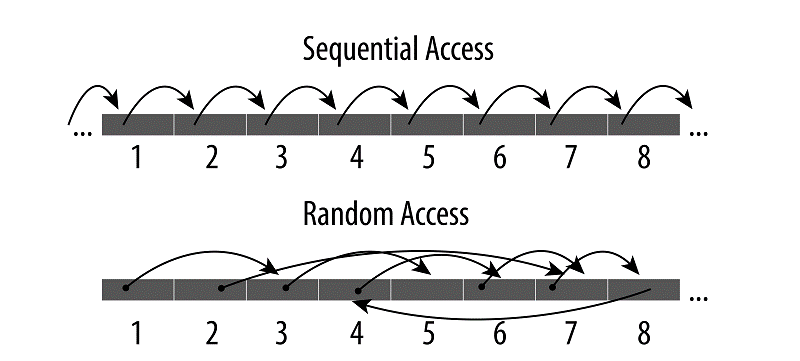 Sequential Access
... ...
1 2 3 4 5 6 7 8
Random Access
...
1 2 3 4 5 6 7 8